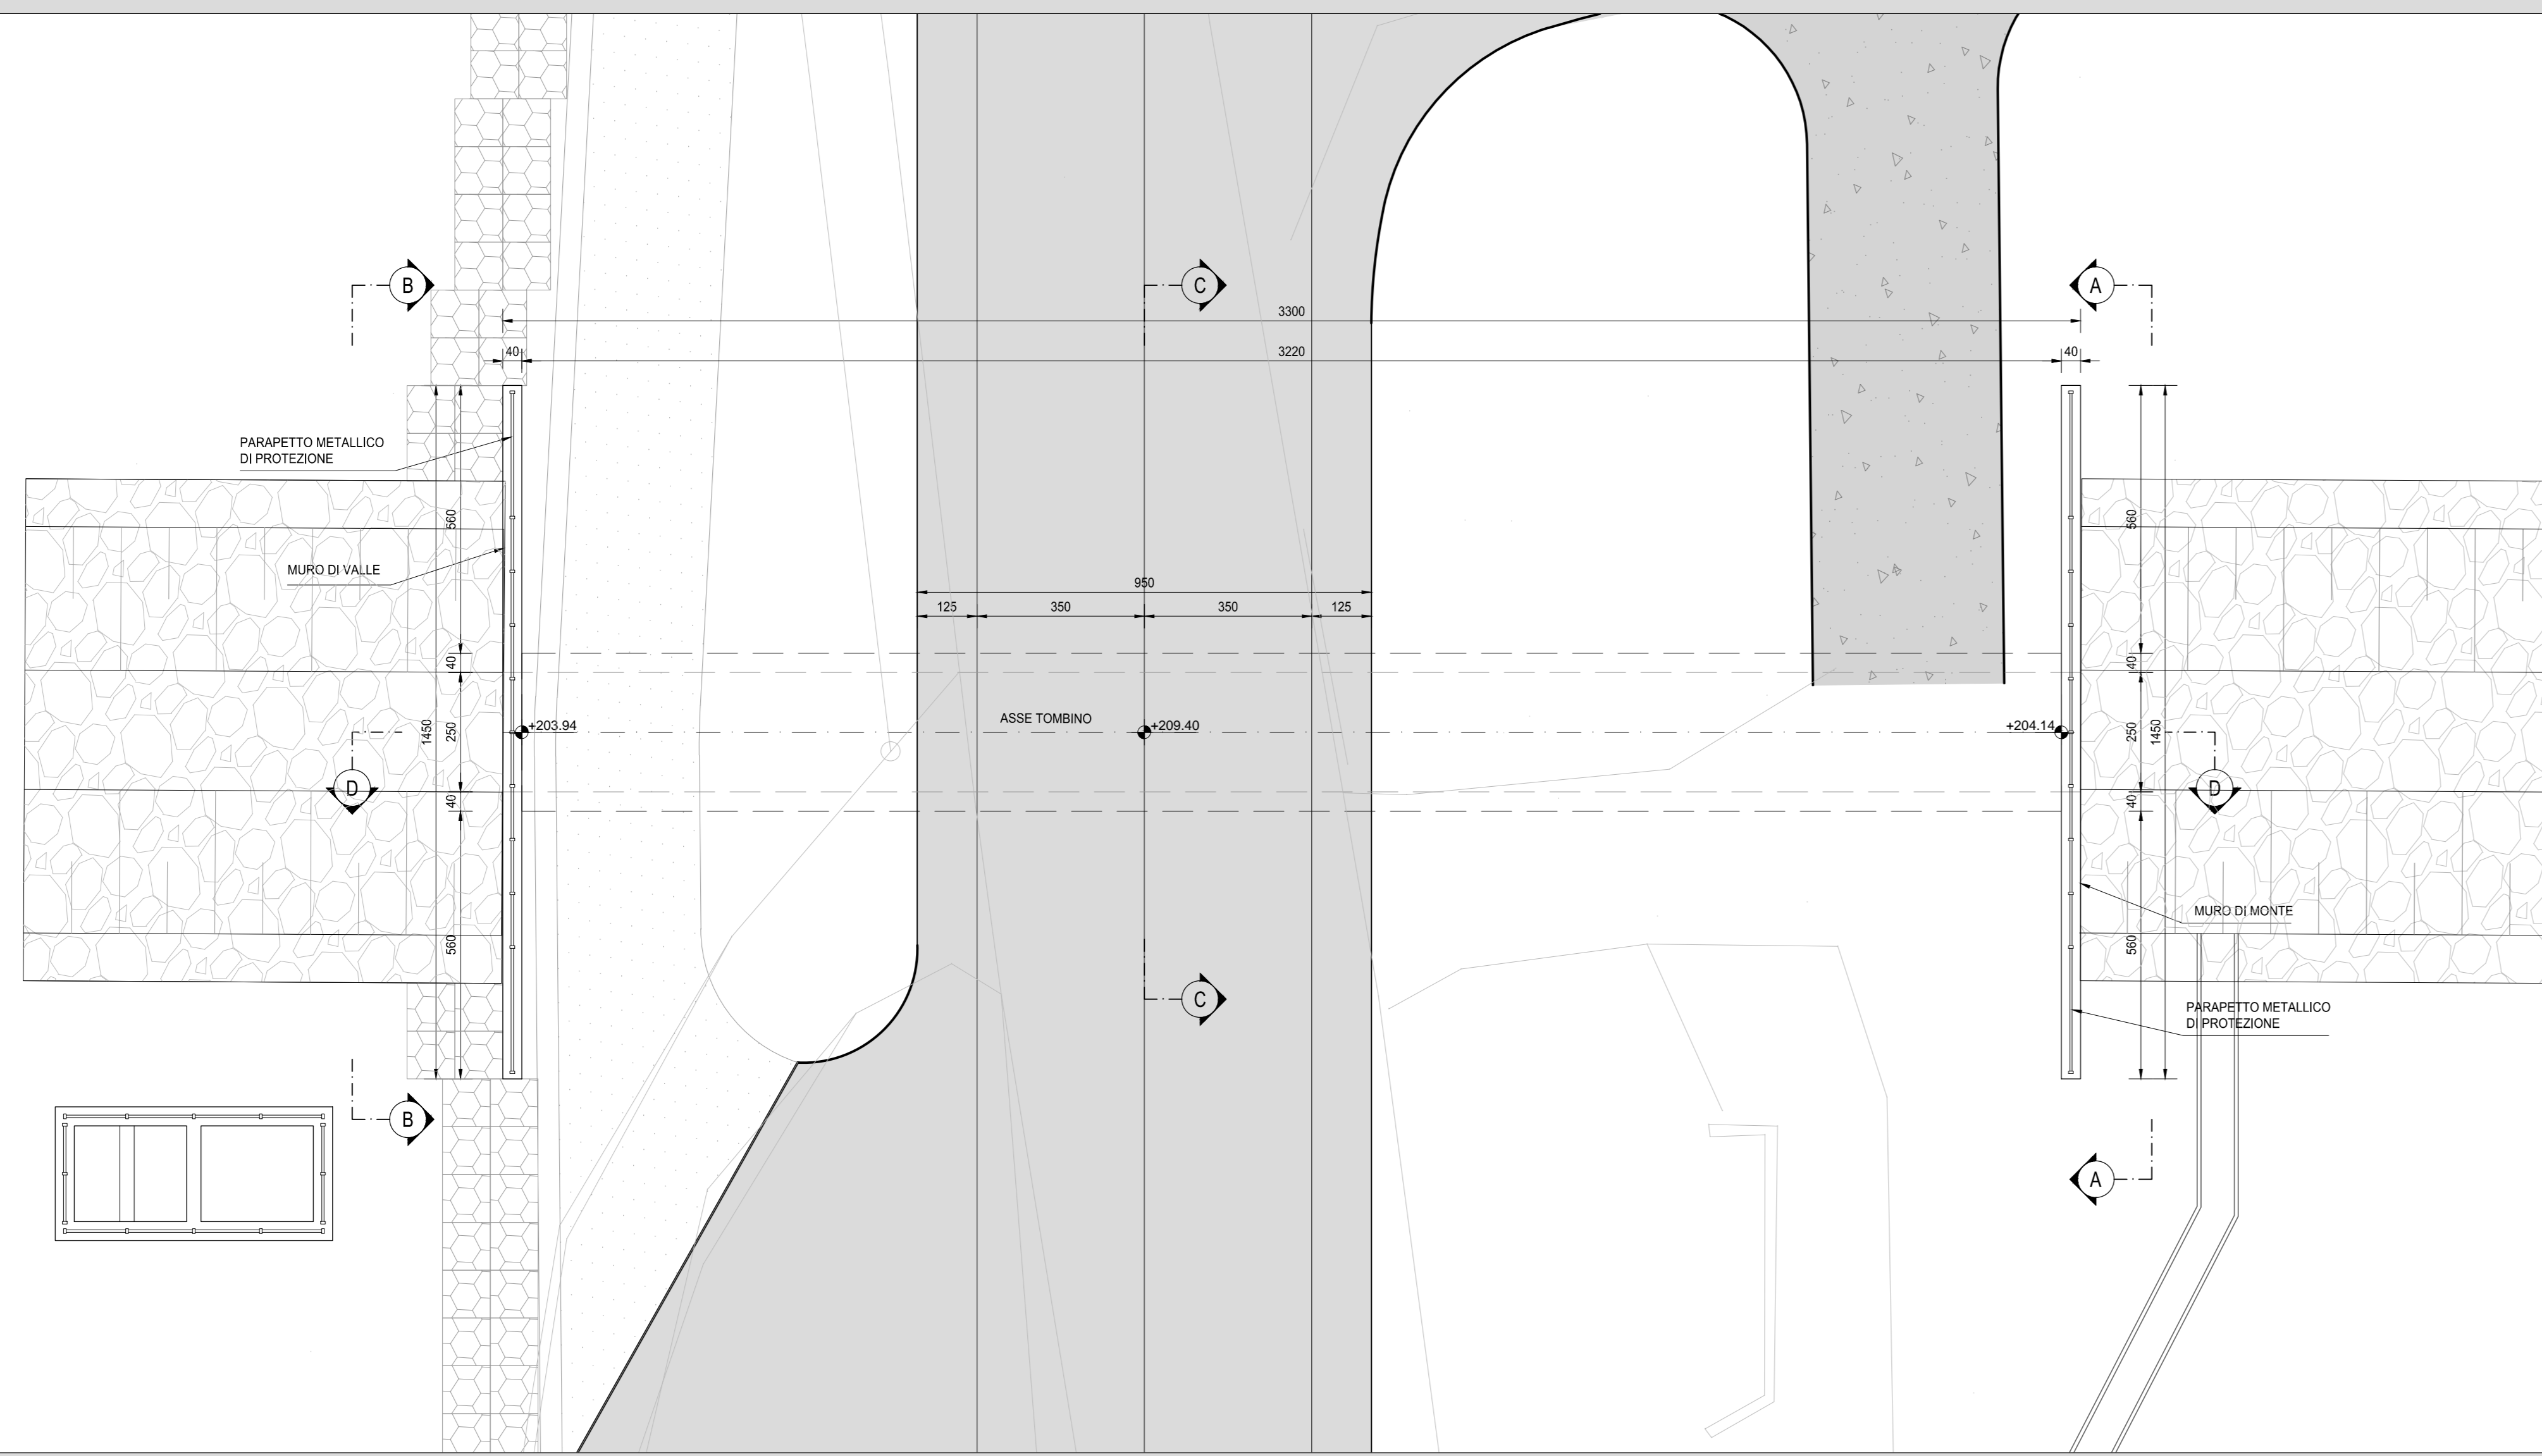 B
C
A
3300
40
3220
40
PARAPETTO METALLICO
DI PROTEZIONE
560
560
MURO DI VALLE
950
125
350
350
125
40
40
ASSE TOMBINO
+203.94
+209.40
+204.14
1450
250
250
1450
D
D
40
40
560
560
MURO DI MONTE
C
PARAPETTO METALLICO
DI PROTEZIONE
B
A